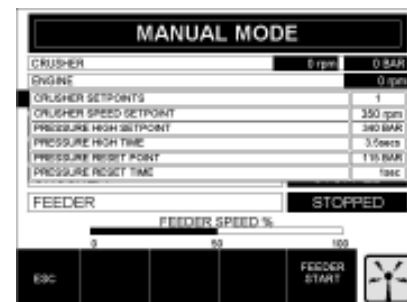 MANUAL MODE
CRUSHER 0 rpm 0 BAR
ENGINE 0 rpm
CRUSHER SETPOINTS 1
CRUSHER SPEED SETPOINT 350 rpm
PRESSURE HIGH SETPOINT 340 BAR
PRESSURE HIGH TIME 3.5secs
PRESSURE RESET POINT 115 BAR
PRESSURE RESET TIME 1sec
FEEDER STOPPED
FEEDER SPEED %
0 50 100
ESC FEEDER START